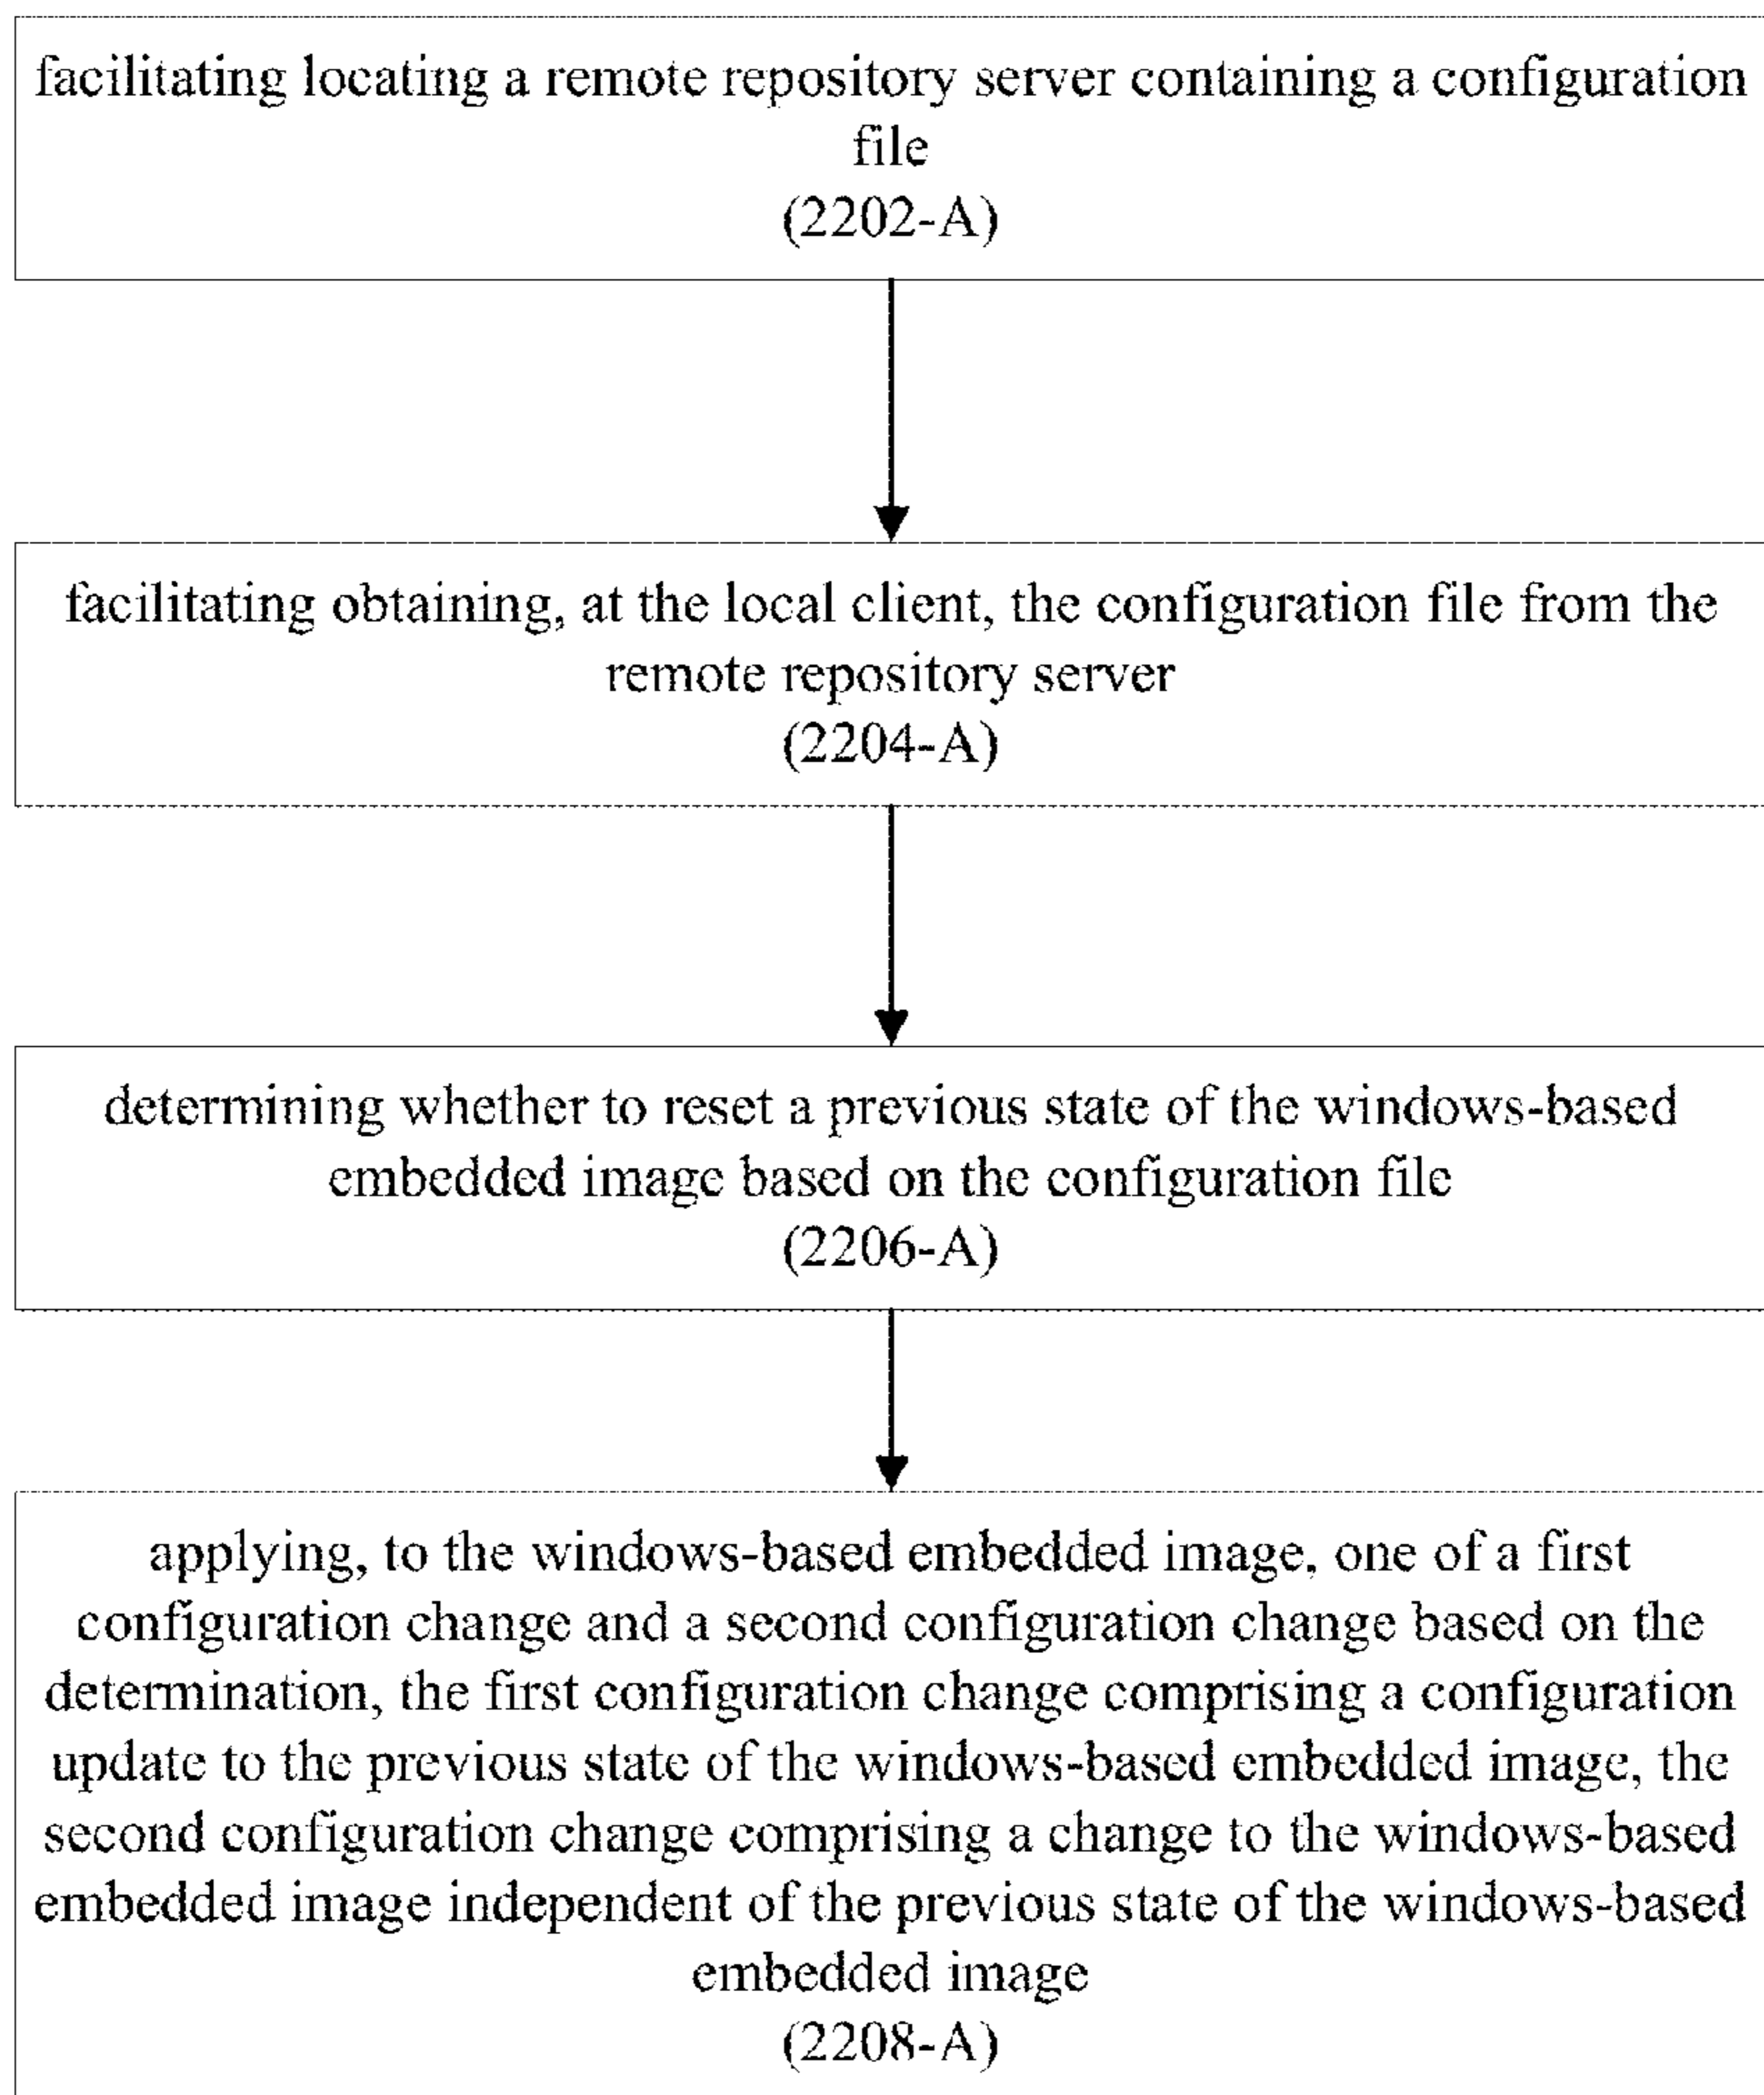 facilitating locating a remote repository server containing a configuration
file
(2202-A)
facilitating obtaining, at the local client, the configuration file from the
remote repository server
(2204-A)
determining whether to reset a previous state of the windows-based
embedded image based on the configuration file
(2206-A)
applying, to the windows-based embedded image, one of a first
configuration change and a second configuration change based on the
determination, the first configuration change comprising a configuration
update to the previous state of the windows-based embedded image, the
second configuration change comprising a change to the windows-based
embedded image independent of the previous state of the windows-based
embedded image
(2208-A)